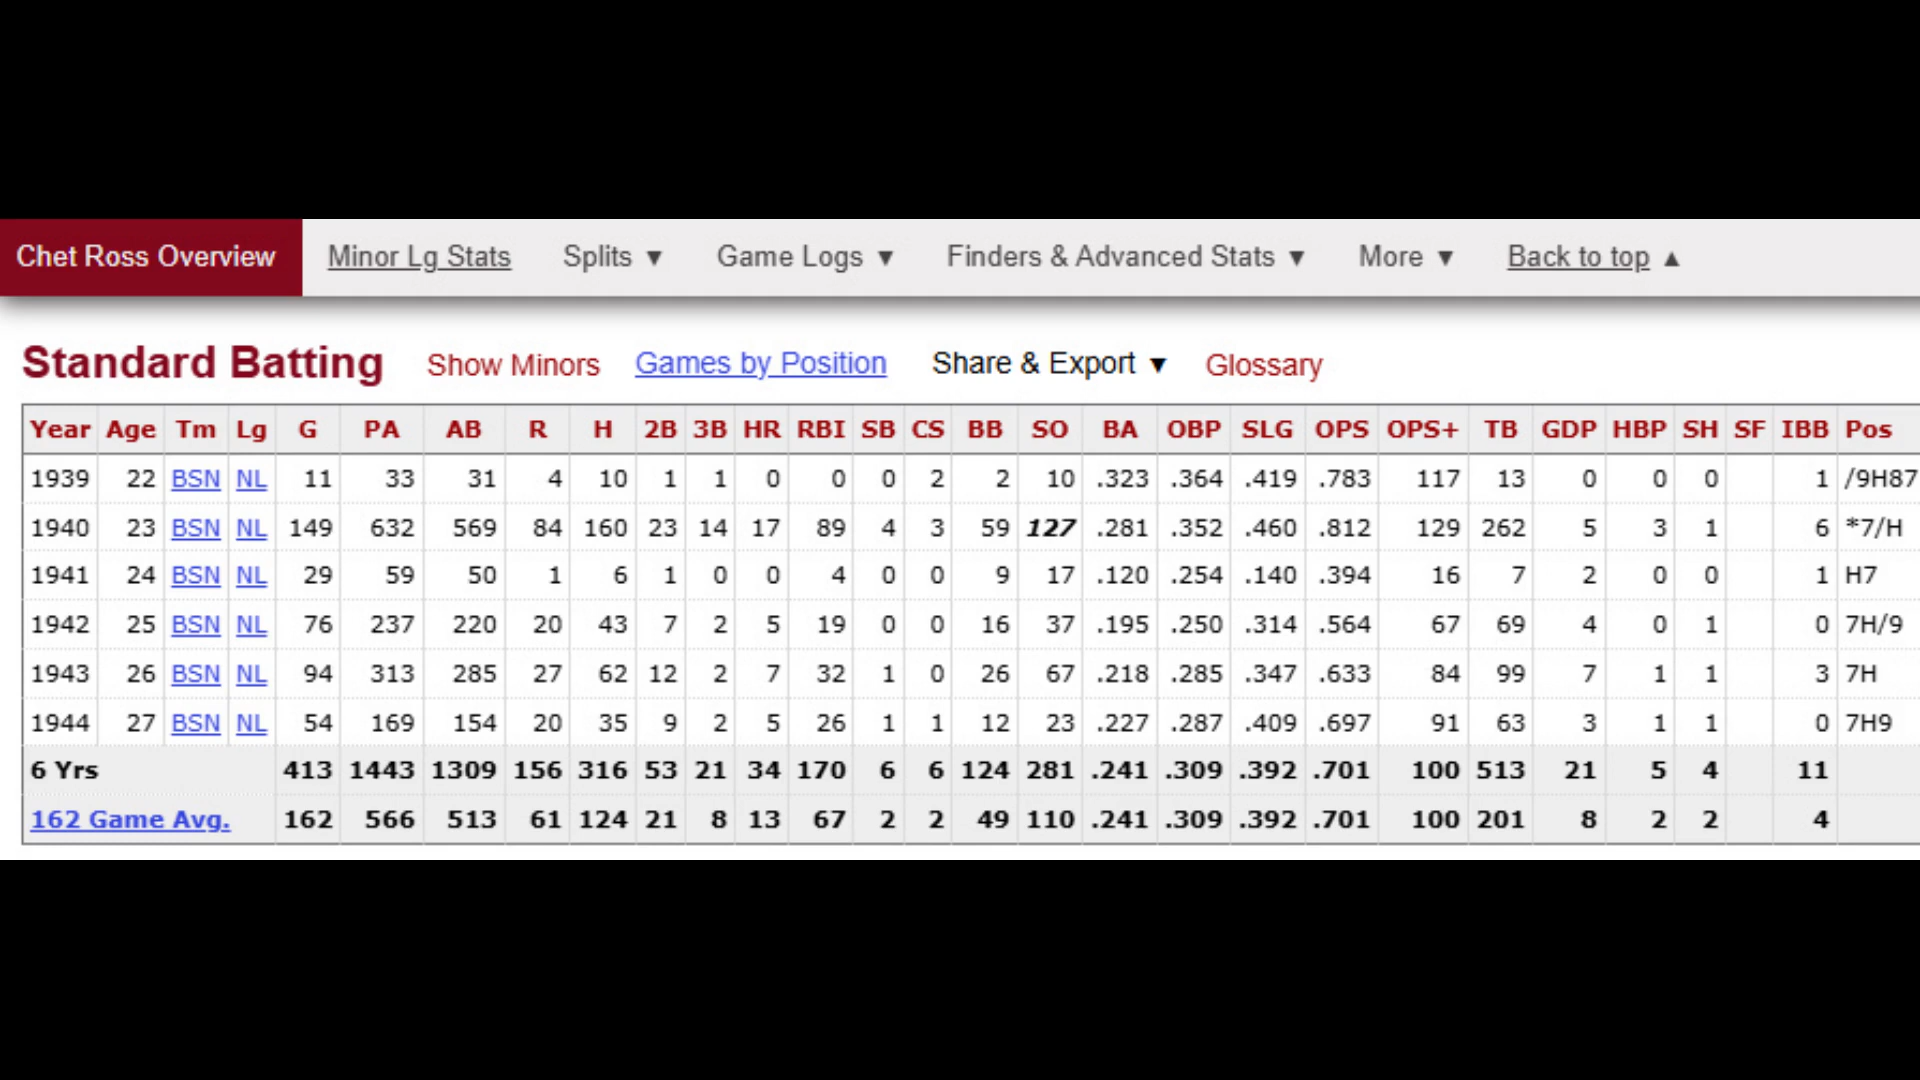 Chet Ross Overview Minor Lg Stats Splits ▼ Game Logs ▼ Finders & Advanced Stats ▼ More ▼ Back to top ▲
Standard Batting Show Minors Games by Position Share & Export ▼ Glossary
Year Age Tm Lg G PA AB R H 2B 3B HR RBI SB CS BB SO BA OBP SLG OPS OPS+ TB GDP HBP SH SF IBB Pos
1939 22 BSN NL 11 33 31 4 10 1 1 0 0 0 2 2 10 .323 .364 .419 .783 117 13 0 0 0 1 /9H87
1940 23 BSN NL 149 632 569 84 160 23 14 17 89 4 3 59 127 .281 .352 .460 .812 129 262 5 3 1 6 *7/H
1941 24 BSN NL 29 59 50 1 6 1 0 0 4 0 0 9 17 .120 .254 .140 .394 16 7 2 0 0 1 H7
1942 25 BSN NL 76 237 220 20 43 7 2 5 19 0 0 16 37 .195 .250 .314 .564 67 69 4 0 1 0 7H/9
1943 26 BSN NL 94 313 285 27 62 12 2 7 32 1 0 26 67 .218 .285 .347 .633 84 99 7 1 1 3 7H
1944 27 BSN NL 54 169 154 20 35 9 2 5 26 1 1 12 23 .227 .287 .409 .697 91 63 3 1 1 0 7H9
6 Yrs 413 1443 1309 156 316 53 21 34 170 6 6 124 281 .241 .309 .392 .701 100 513 21 5 4 11
162 Game Avg. 162 566 513 61 124 21 8 13 67 2 2 49 110 .241 .309 .392 .701 100 201 8 2 2 4